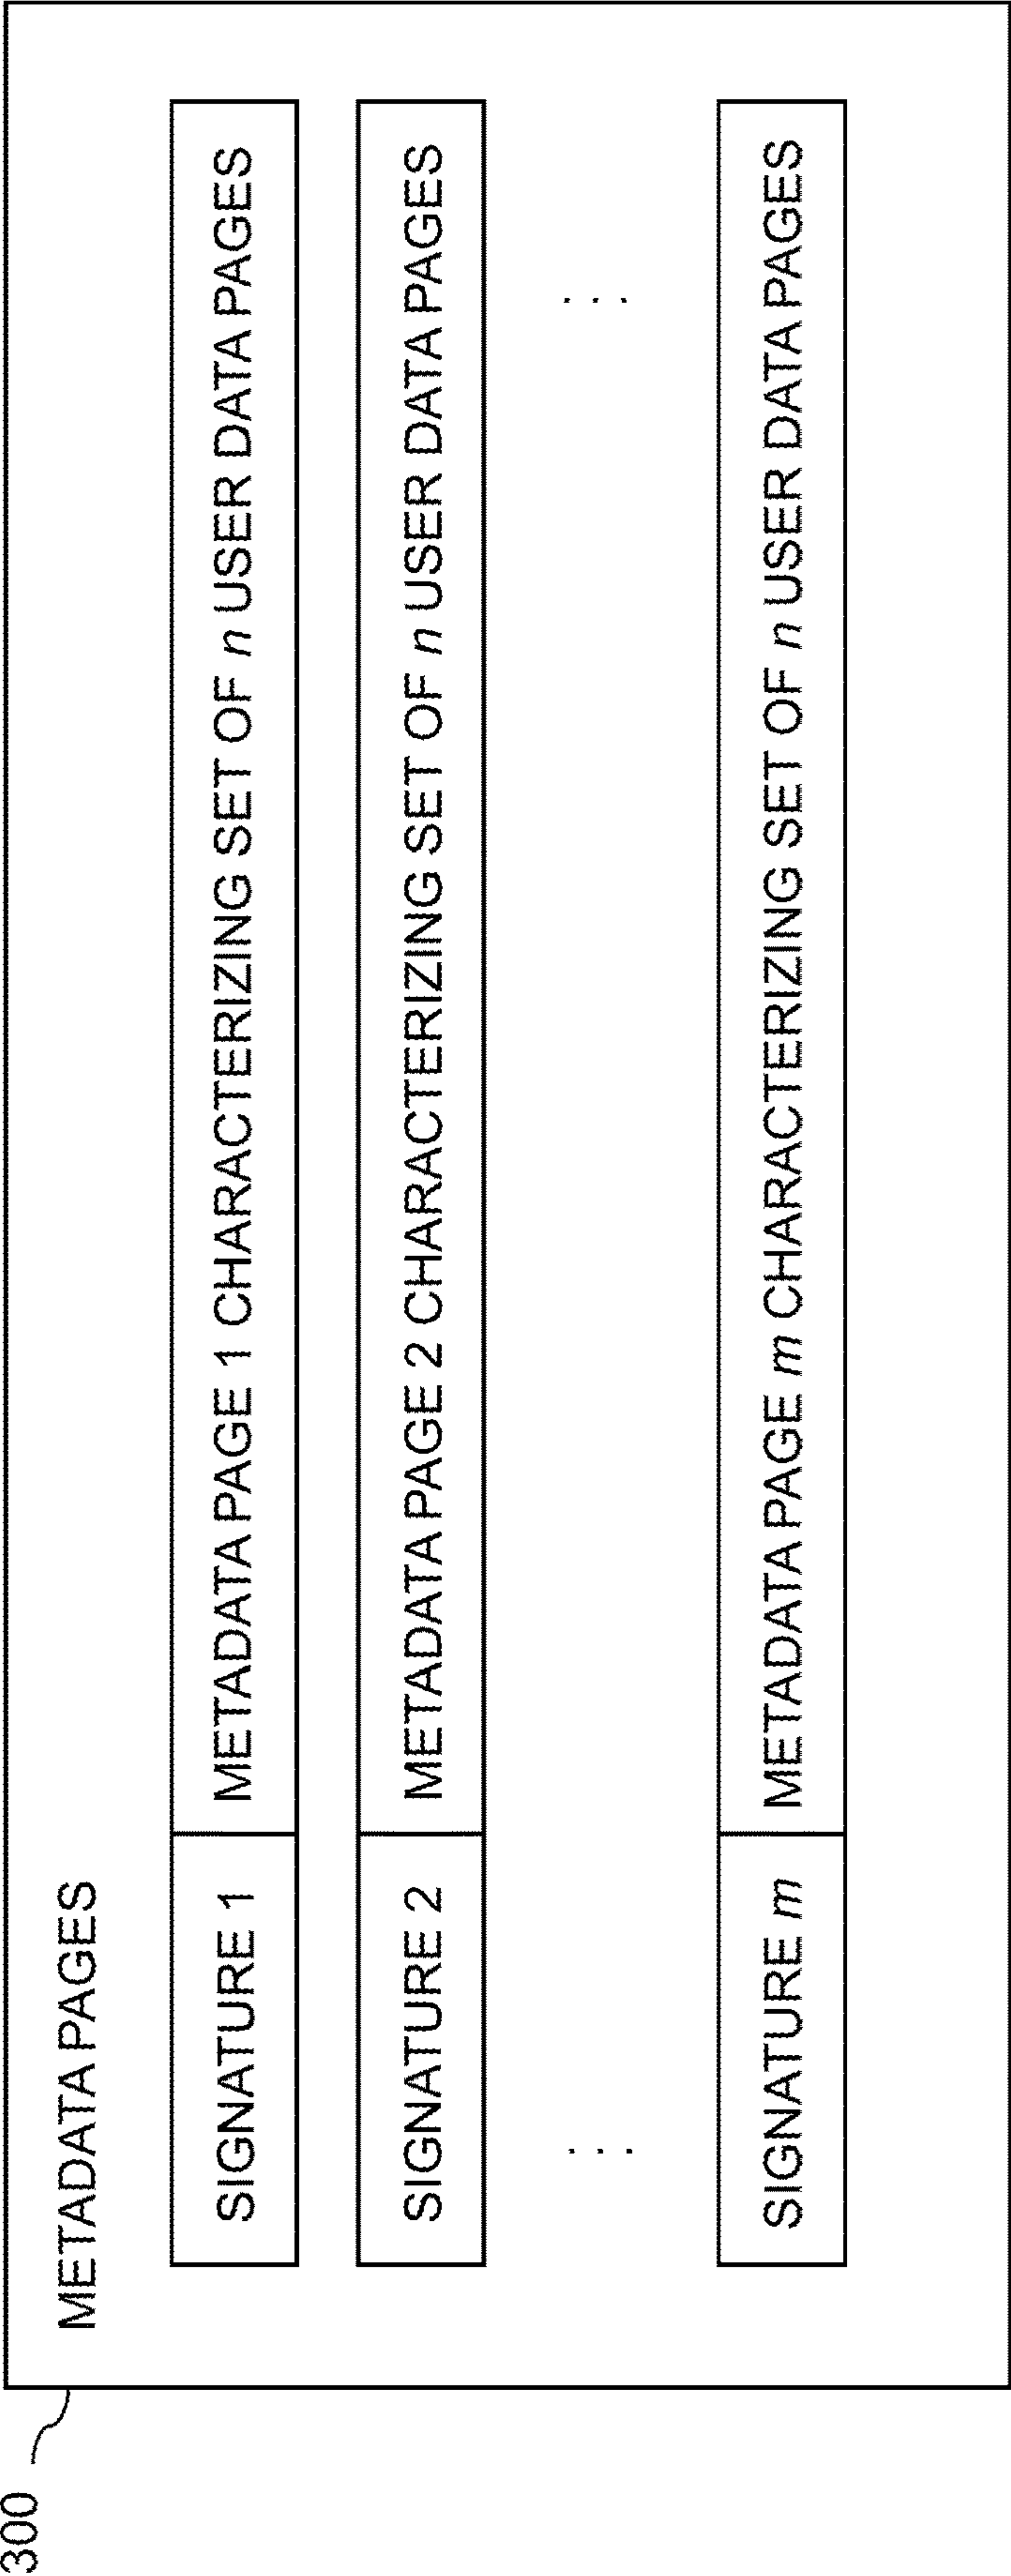 300
METADATA PAGES
SIGNATURE 1 METADATA PAGE 1 CHARACTERIZING SET OF n USER DATA PAGES
SIGNATURE 2 METADATA PAGE 2 CHARACTERIZING SET OF n USER DATA PAGES
. . . . . .
SIGNATURE m METADATA PAGE m CHARACTERIZING SET OF n USER DATA PAGES